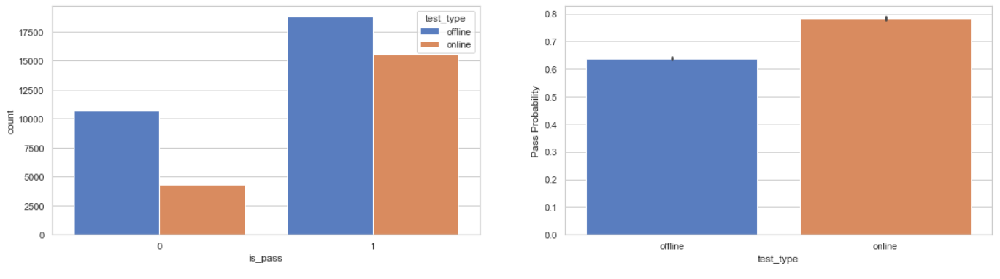 17500
15000
12500
10000
7500
5000
2500
0
count
0
1
is_pass
test_type
offline
online
0.8
0.7
0.6
0.5
0.4
0.3
0.2
0.1
0.0
Pass Probability
offline
online
test_type